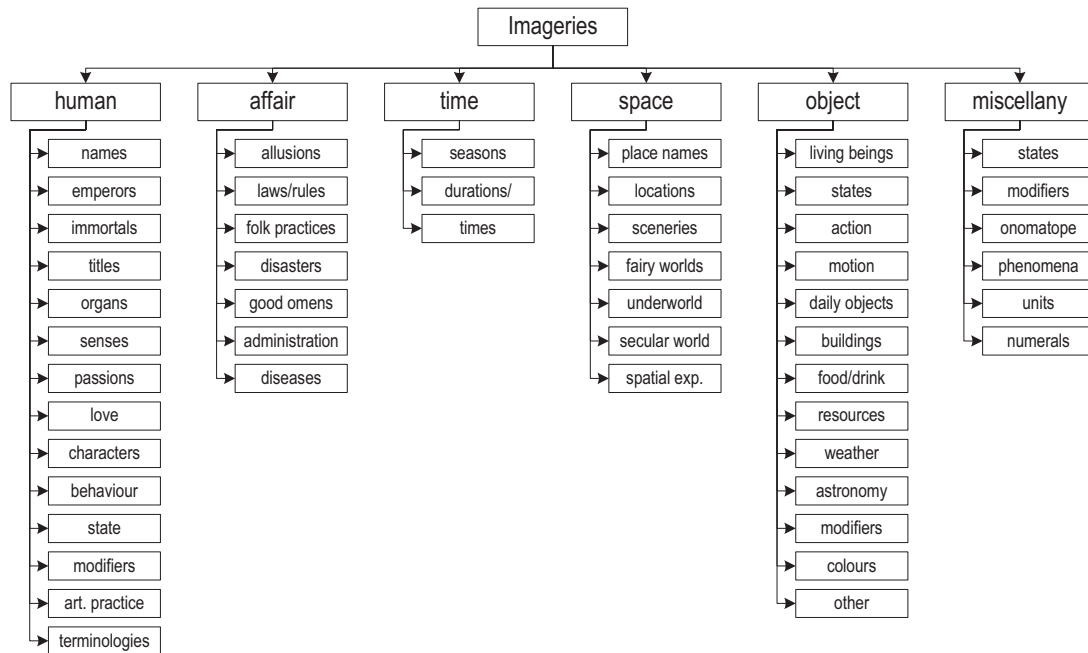 Imageries
human
names
emperors
immortals
titles
organs
senses
passions
love
characters
behaviour
state
modifiers
art. practice
terminologies
affair
allusions
laws/rules
folk practices
disasters
good omens
administration
diseases
time
seasons
durations/
times
space
place names
locations
sceneries
fairy worlds
underworld
secular world
spatial exp.
object
living beings
states
action
motion
daily objects
buildings
food/drink
resources
weather
astronomy
modifiers
colours
other
miscellany
states
modifiers
onomatope
phenomena
units
numerals